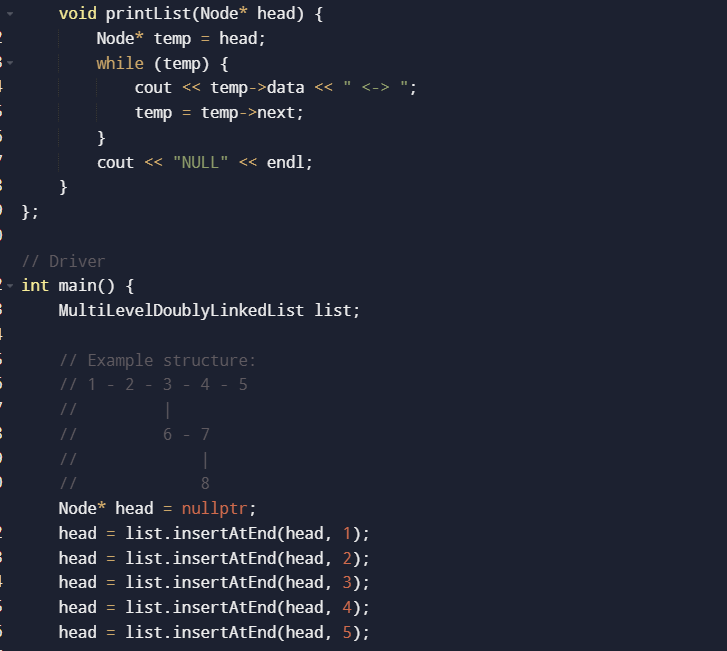 void printList(Node* head) {
    Node* temp = head;
    while (temp) {
        cout << temp->data << " <-> ";
        temp = temp->next;
    }
    cout << "NULL" << endl;
}
};
// Driver
int main() {
    MultiLevelDoublyLinkedList list;
    // Example structure:
    // 1 - 2 - 3 - 4 - 5
    //         |
    //         6 - 7
    //             |
    //             8
    Node* head = nullptr;
    head = list.insertAtEnd(head, 1);
    head = list.insertAtEnd(head, 2);
    head = list.insertAtEnd(head, 3);
    head = list.insertAtEnd(head, 4);
    head = list.insertAtEnd(head, 5);